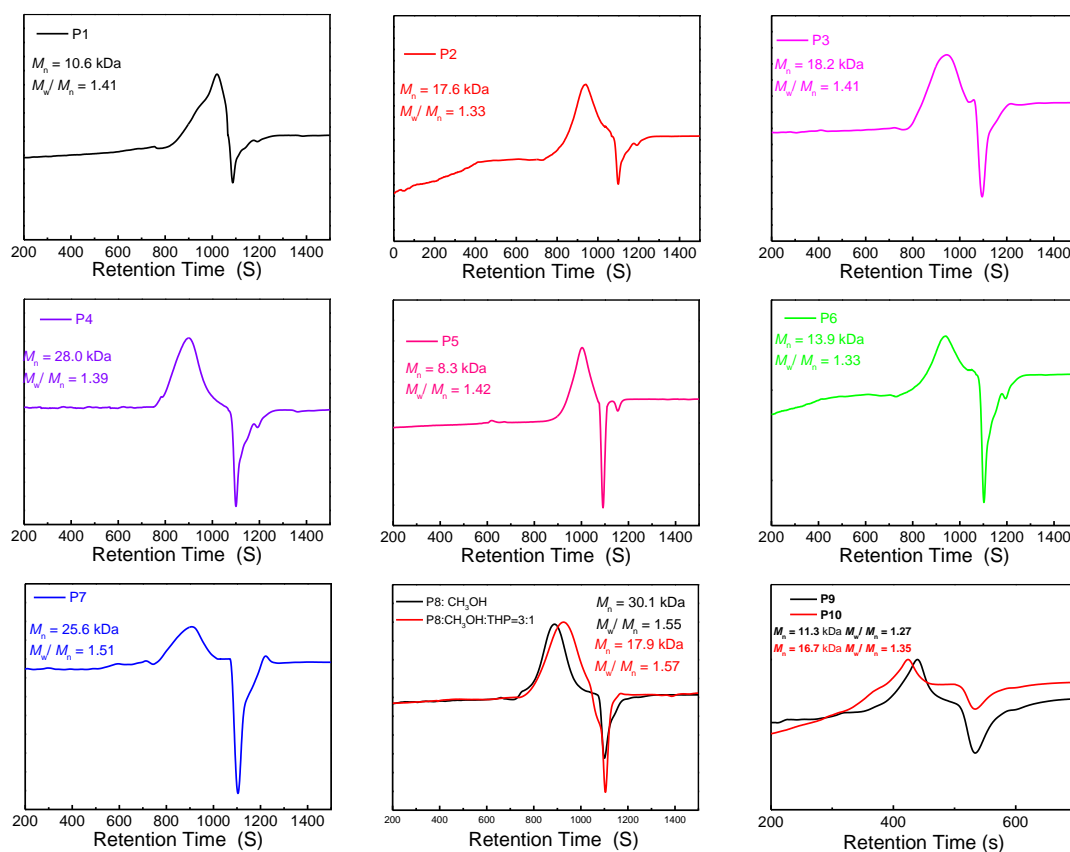 P1
Mn = 10.6 kDa
Mw/ Mn = 1.41
200 400 600 800 1000 1200 1400
Retention Time (S)
P2
Mn = 17.6 kDa
Mw/ Mn = 1.33
0 200 400 600 800 1000 1200 1400
Retention Time (S)
P3
Mn = 18.2 kDa
Mw/ Mn = 1.41
200 400 600 800 1000 1200 1400
Retention Time (S)
P4
Mn = 28.0 kDa
Mw/ Mn = 1.39
200 400 600 800 1000 1200 1400
Retention Time (S)
P5
Mn = 8.3 kDa
Mw/ Mn = 1.42
200 400 600 800 1000 1200 1400
Retention Time (S)
P6
Mn = 13.9 kDa
Mw/ Mn = 1.33
200 400 600 800 1000 1200 1400
Retention Time (S)
P7
Mn = 25.6 kDa
Mw/ Mn = 1.51
200 400 600 800 1000 1200 1400
Retention Time (S)
P8: CH3OH
P8:CH3OH:THP=3:1
Mn = 30.1 kDa
Mw/ Mn = 1.55
Mn = 17.9 kDa
Mw/ Mn = 1.57
200 400 600 800 1000 1200 1400
Retention Time (S)
P9
P10
Mn = 11.3 kDa Mw/ Mn = 1.27
Mn = 16.7 kDa Mw/ Mn = 1.35
200 400 600
Retention Time (s)